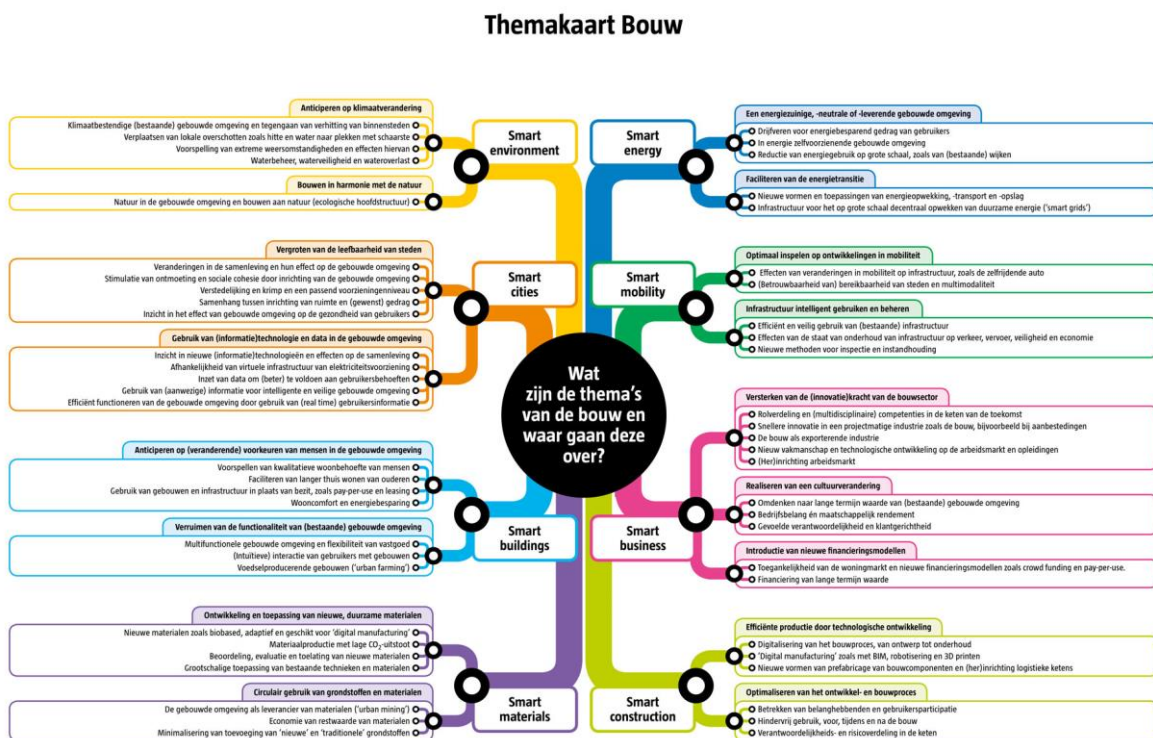 Themakaart Bouw
Anticiperen op klimaatverandering
Klimaatbestendige (bestaande) gebouwde omgeving en tegengaan van verhitting van binnensteden
Verplaatsen van lokale overschotten zoals hitte en water naar plekken met schaarste
Voorspelling van extreme weersomstandigheden en effecten hiervan
Waterbeheer, waterveiligheid en wateroverlast
Bouwen in harmonie met de natuur
Natuur in de gebouwde omgeving en bouwen aan natuur (ecologische hoofdstructuur)
Smart
environment
Vergroten van de leefbaarheid van steden
Veranderingen in de samenleving en hun effect op de gebouwde omgeving
Stimulatie van ontmoeting en sociale cohesie door inrichting van de gebouwde omgeving
Verstedelijking en krimp en een passend voorzieningenniveau
Samenhang tussen inrichting van ruimte en (gewenst) gedrag
Inzicht in het effect van gebouwde omgeving op de gezondheid van gebruikers
Gebruik van (informatie)technologie en data in de gebouwde omgeving
Inzicht in nieuwe (informatie)technologieën en effecten op de samenleving
Afhankelijkheid van virtuele infrastructuur van elektriciteitsvoorziening
Inzet van data om (beter) te voldoen aan gebruikersbehoeften
Gebruik van (aanwezige) informatie voor intelligente en veilige gebouwde omgeving
Efficiënt functioneren van de gebouwde omgeving door gebruik van (real time) gebruikersinformatie
Smart
cities
Anticiperen op (veranderende) voorkeuren van mensen in de gebouwde omgeving
Voorspellen van kwalitatieve woonbehoefte van mensen
Faciliteren van langer thuis wonen van ouderen
Gebruik van gebouwen en infrastructuur in plaats van bezit, zoals pay-per-use en leasing
Wooncomfort en energiebesparing
Verruimen van de functionaliteit van (bestaande) gebouwde omgeving
Multifunctionele gebouwde omgeving en flexibiliteit van vastgoed
(Intuïtieve) interactie van gebruikers met gebouwen
Voedselproducerende gebouwen ('urban farming')
Smart
buildings
Ontwikkeling en toepassing van nieuwe, duurzame materialen
Nieuwe materialen zoals biobased, adaptief en geschikt voor 'digital manufacturing'
Materiaalproductie met lage CO₂-uitstoot
Beoordeling, evaluatie en toelating van nieuwe materialen
Grootschalige toepassing van bestaande technieken en materialen
Circulair gebruik van grondstoffen en materialen
De gebouwde omgeving als leverancier van materialen ('urban mining')
Economie van restwaarde van materialen
Minimalisering van toevoeging van 'nieuwe' en 'traditionele' grondstoffen
Smart
materials
Wat
zijn de thema's
van de bouw en
waar gaan deze
over?
Smart
energy
Een energiezuinige, -neutrale of -leverende gebouwde omgeving
Drijfveren voor energiebesparend gedrag van gebruikers
In energie zelfvoorzienende gebouwde omgeving
Reductie van energiegebruik op grote schaal, zoals van (bestaande) wijken
Faciliteren van de energietransitie
Nieuwe vormen en toepassingen van energieopwekking, -transport en -opslag
Infrastructuur voor het op grote schaal decentraal opwekken van duurzame energie ('smart grids')
Smart
mobility
Optimaal inspelen op ontwikkelingen in mobiliteit
Effecten van veranderingen in mobiliteit op infrastructuur, zoals de zelfrijdende auto
(Betrouwbaarheid van) bereikbaarheid van steden en multimodaliteit
Infrastructuur intelligent gebruiken en beheren
Efficiënt en veilig gebruik van (bestaande) infrastructuur
Effecten van de staat van onderhoud van infrastructuur op verkeer, vervoer, veiligheid en economie
Nieuwe methoden voor inspectie en instandhouding
Smart
business
Versterken van de (innovatie)kracht van de bouwsector
Rolverdeling en (multidisciplinaire) competenties in de keten van de toekomst
Snellere innovatie in een projectmatige industrie zoals de bouw, bijvoorbeeld bij aanbestedingen
De bouw als exporterende industrie
Nieuw vakmanschap en technologische ontwikkeling op de arbeidsmarkt en opleidingen
(Her)inrichting arbeidsmarkt
Realiseren van een cultuurverandering
Omdenken naar lange termijn waarde van (bestaande) gebouwde omgeving
Bedrijfsbelang én maatschappelijk rendement
Gevoelde verantwoordelijkheid en klantgerichtheid
Introductie van nieuwe financieringsmodellen
Toegankelijkheid van de woningmarkt en nieuwe financieringsmodellen zoals crowd funding en pay-per-use.
Financiering van lange termijn waarde
Smart
construction
Efficiënte productie door technologische ontwikkeling
Digitalisering van het bouwproces, van ontwerp tot onderhoud
'Digital manufacturing' zoals met BIM, robotisering en 3D printen
Nieuwe vormen van prefabricage van bouwcomponenten en (her)inrichting logistieke ketens
Optimaliseren van het ontwikkel- en bouwproces
Betrekken van belanghebbenden en gebruikersparticipatie
Hindervrij gebruik, voor, tijdens en na de bouw
Verantwoordelijkheids- en risicoverdeling in de keten